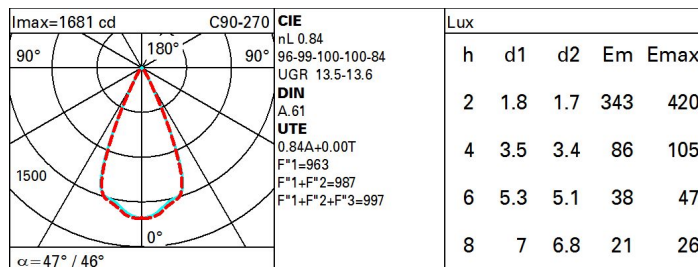 Imax=1681 cd C90-270
90° 180° 90°
1500
0°
α=47° / 46°
CIE
nL 0.84
96-99-100-100-84
UGR 13.5-13.6
DIN
A.61
UTE
0.84A+0.00T
F"1=963
F"1+F"2=987
F"1+F"2+F"3=997
Lux
h d1 d2 Em Emax
2 1.8 1.7 343 420
4 3.5 3.4 86 105
6 5.3 5.1 38 47
8 7 6.8 21 26